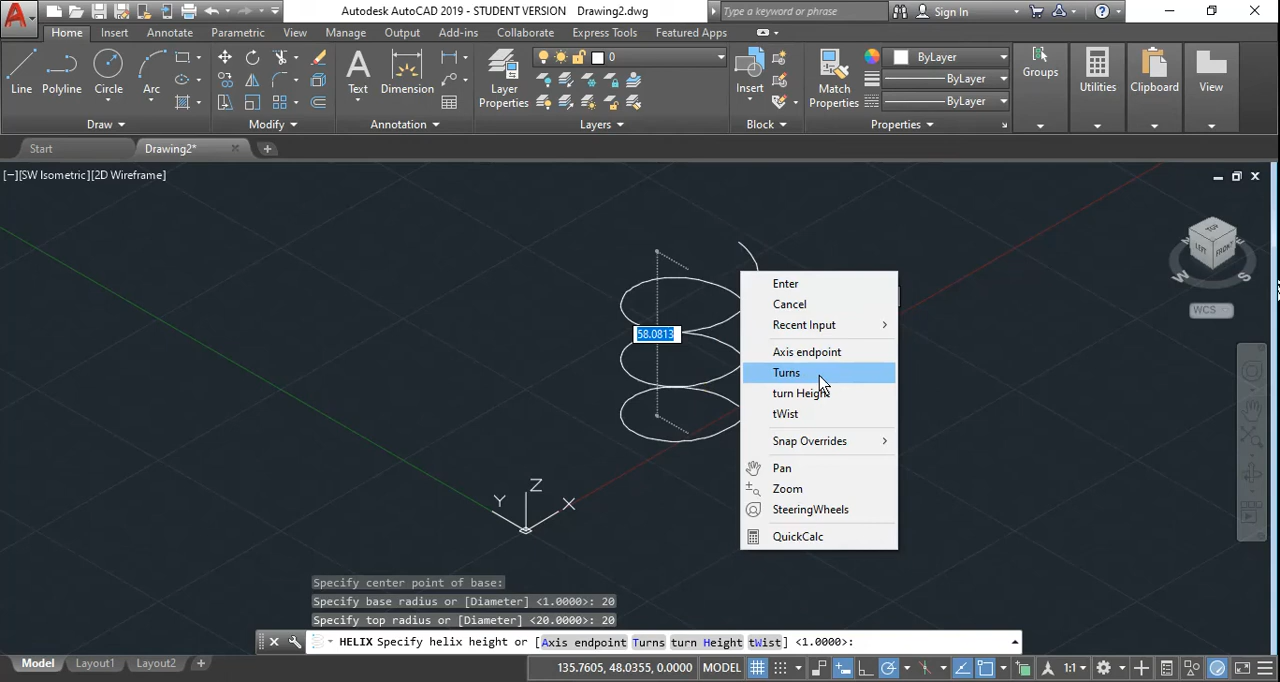 Autodesk AutoCAD 2019 - STUDENT VERSION Drawing2.dwg
Type a keyword or phrase
Sign In
Home Insert Annotate Parametric View Manage Output Add-ins Collaborate Express Tools Featured Apps
Line Polyline Circle Arc
Text Dimension
Layer Properties
0
Insert
Match Properties
ByLayer
ByLayer
ByLayer
Groups Utilities Clipboard View
Draw Modify Annotation Layers Block Properties
Start Drawing2*
[−][SW Isometric][2D Wireframe]
TOP
LEFT FRONT
N W S
WCS
58.0813
Enter
Cancel
Recent Input
Axis endpoint
Turns
turn Height
tWist
Snap Overrides
Pan
Zoom
SteeringWheels
QuickCalc
Z
Y X
Specify center point of base:
Specify base radius or [Diameter] <1.0000>: 20
Specify top radius or [Diameter] <20.0000>: 20
HELIX Specify helix height or [Axis endpoint Turns turn Height tWist] <1.0000>:
Model Layout1 Layout2
135.7605, 48.0355, 0.0000 MODEL 1:1